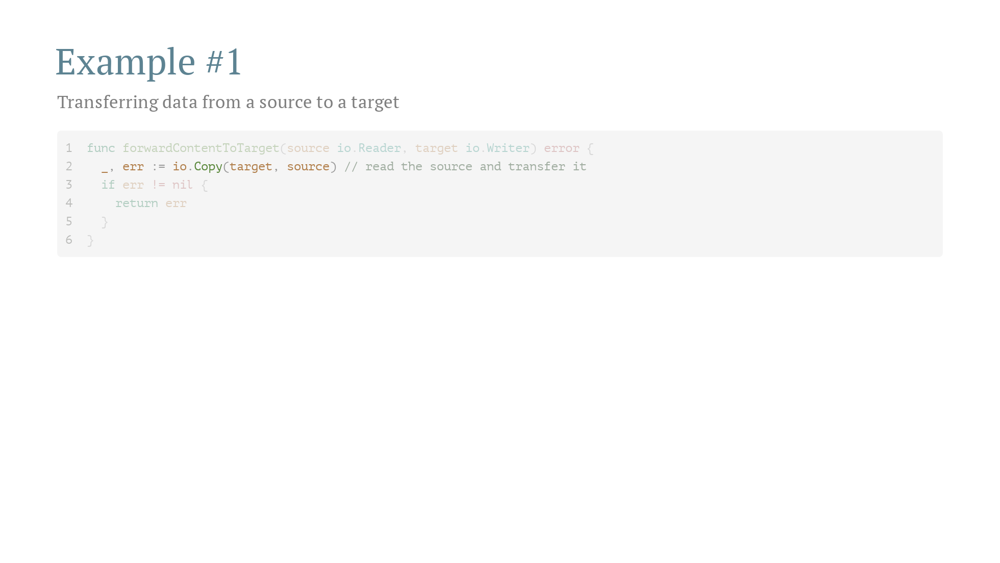 Example #1
Transferring data from a source to a target
1 func forwardContentToTarget(source io.Reader, target io.Writer) error {
2   _, err := io.Copy(target, source) // read the source and transfer it
3   if err != nil {
4     return err
5   }
6 }